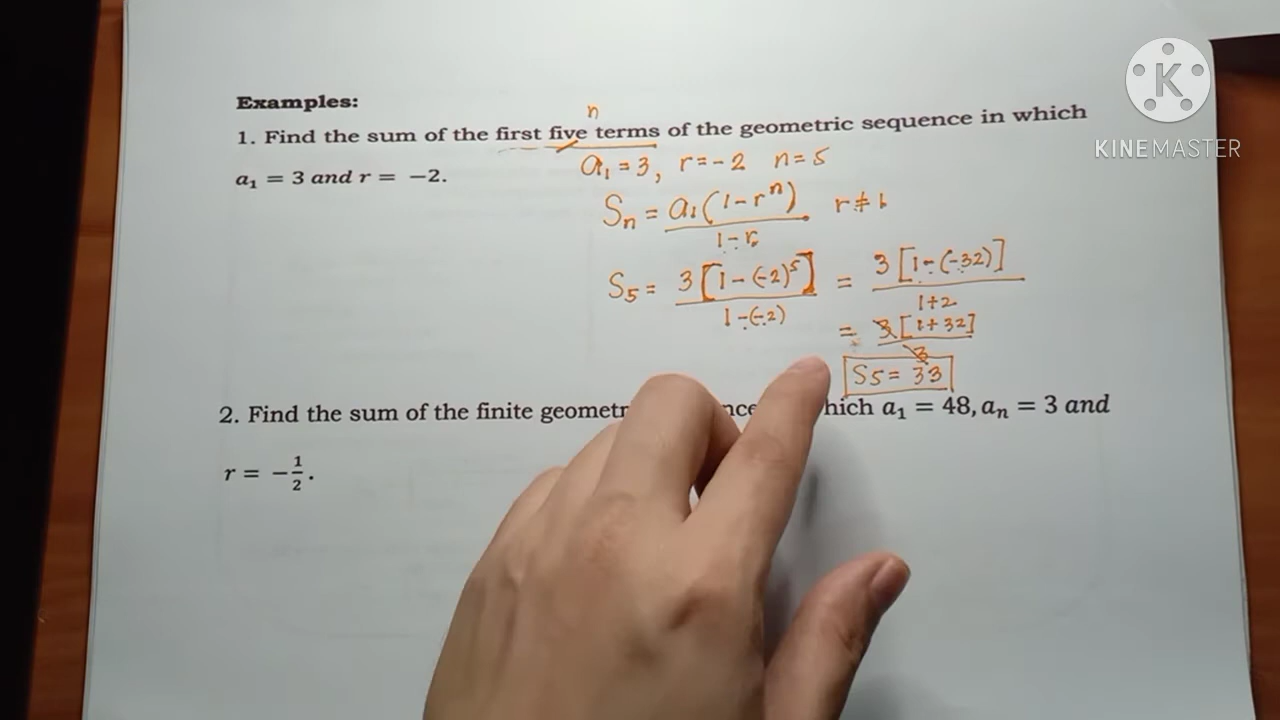 K
KINEMASTER
Examples:
n
1. Find the sum of the first five terms of the geometric sequence in which
a₁ = 3 and r = −2.
a₁ = 3, r = -2 n = 5
Sₙ = a₁(1-rⁿ) r ≠ 1
1-r
S₅ = 3[1-(-2)⁵] = 3[1-(-32)]
1-(-2) 1+2
= 3[1+32]
3
S₅ = 33
2. Find the sum of the finite hich a₁ = 48, aₙ = 3 and
r = −1/2.